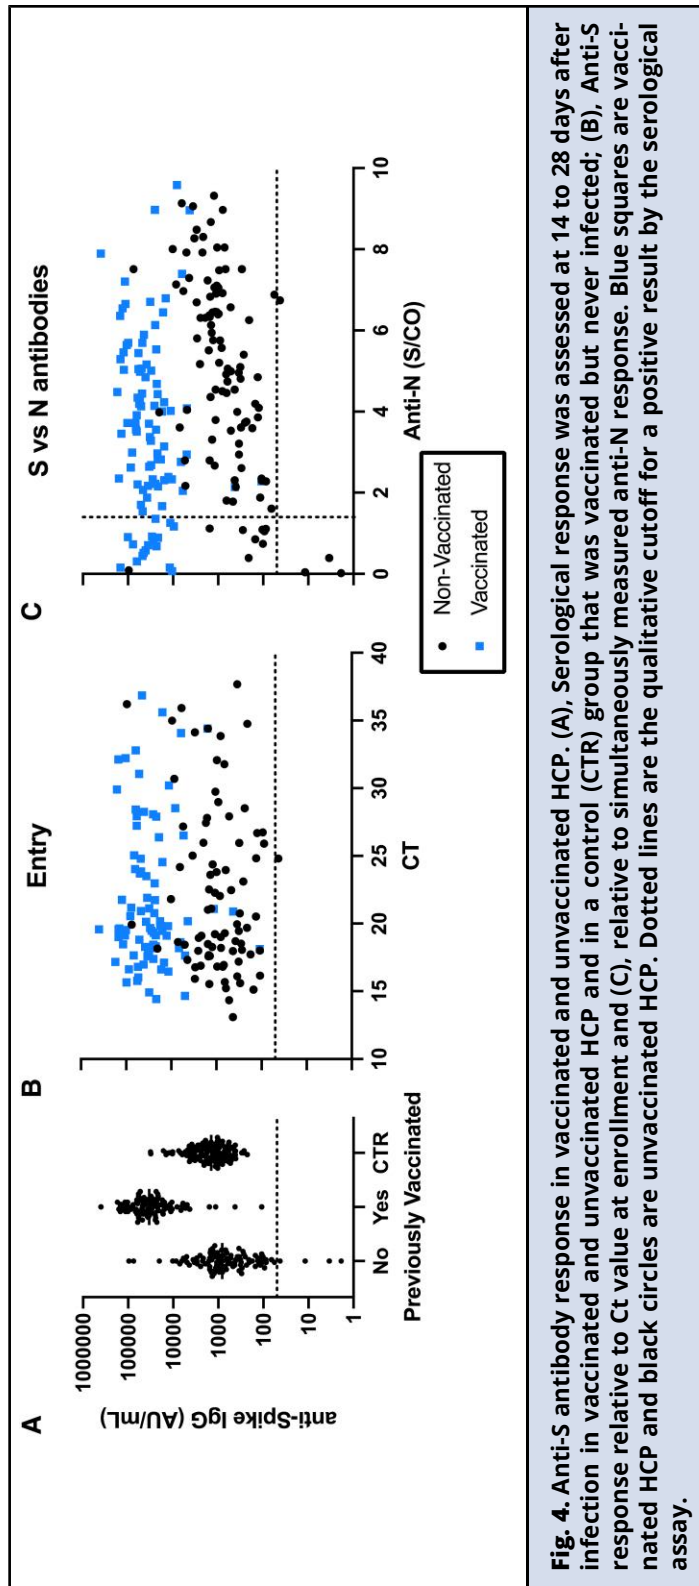 A
anti-Spike IgG (AU/mL)
1000000
100000
10000
1000
100
10
1
No
Yes
CTR
Previously Vaccinated
B
Entry
10
15
20
25
30
35
40
CT
C
S vs N antibodies
0
2
4
6
8
10
Anti-N (S/CO)
Non-Vaccinated
Vaccinated
Fig. 4. Anti-S antibody response in vaccinated and unvaccinated HCP. (A), Serological response was assessed at 14 to 28 days after
infection in vaccinated and unvaccinated HCP and in a control (CTR) group that was vaccinated but never infected; (B), Anti-S
response relative to Ct value at enrollment and (C), relative to simultaneously measured anti-N response. Blue squares are vacci-
nated HCP and black circles are unvaccinated HCP. Dotted lines are the qualitative cutoff for a positive result by the serological
assay.